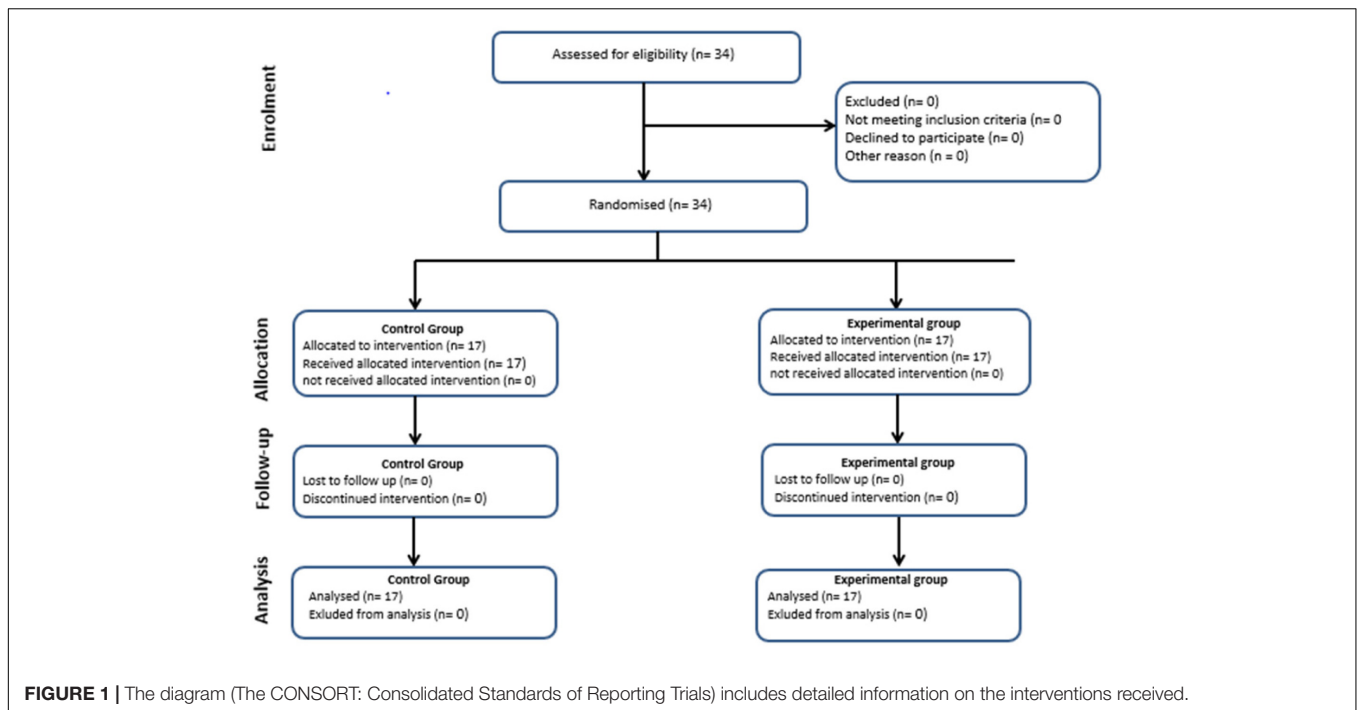 Enrolment
Assessed for eligibility (n= 34)
Excluded (n= 0)
Not meeting inclusion criteria (n= 0
Declined to participate (n= 0)
Other reason (n = 0)
Randomised (n= 34)
Allocation
Control Group
Allocated to intervention (n= 17)
Received allocated intervention (n= 17)
not received allocated intervention (n= 0)
Experimental group
Allocated to intervention (n= 17)
Received allocated intervention (n= 17)
not received allocated intervention (n= 0)
Follow-up
Control Group
Lost to follow up (n= 0)
Discontinued intervention (n= 0)
Experimental group
Lost to follow up (n= 0)
Discontinued intervention (n= 0)
Analysis
Control Group
Analysed (n= 17)
Exluded from analysis (n= 0)
Experimental group
Analysed (n= 17)
Exluded from analysis (n= 0)
FIGURE 1 | The diagram (The CONSORT: Consolidated Standards of Reporting Trials) includes detailed information on the interventions received.